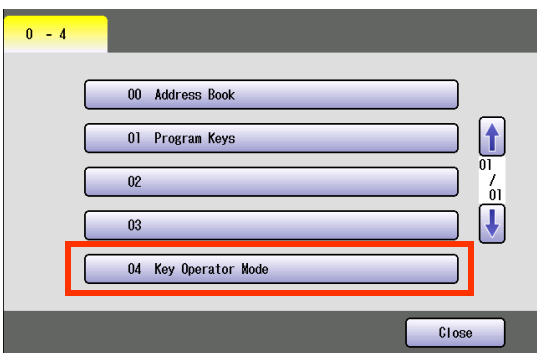 0 - 4
00 Address Book
01 Program Keys
02
03
04 Key Operator Mode
01
/
01
Close